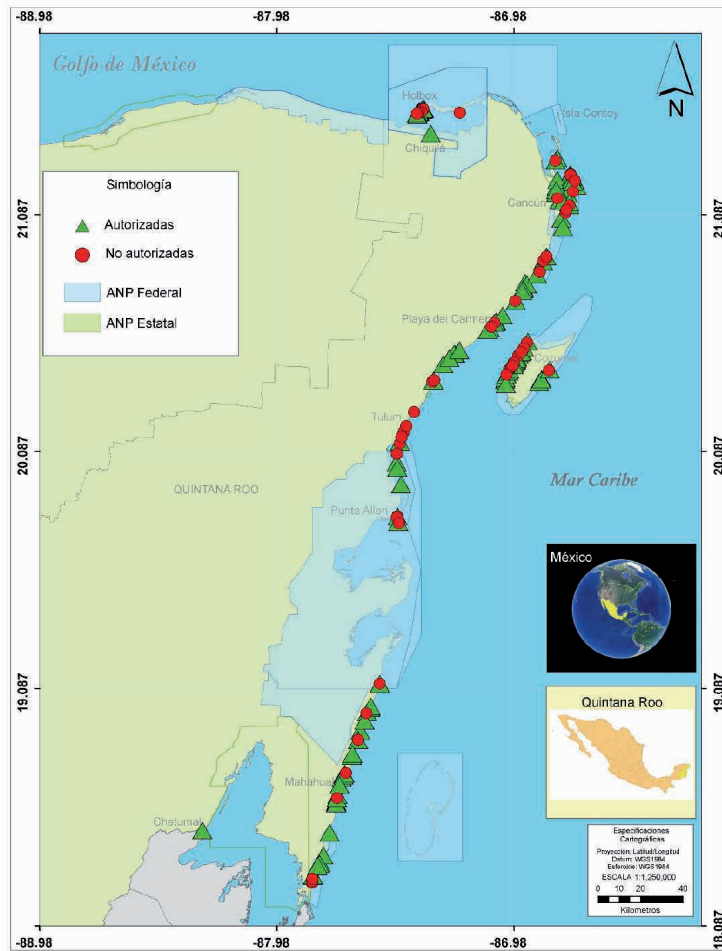 -88.98 -87.98 -86.98
Golfo de México
N
Holbox
Isla Contoy
Chiquilá
Simbología
Autorizadas
No autorizadas
ANP Federal
ANP Estatal
Cancún
21.087 21.087
Playa del Carmen
Cozumel
Tulum
20.087 20.087
QUINTANA ROO
Mar Caribe
Punta Allen
México
19.087 19.087
Quintana Roo
Mahahual
Chetumal
Especificaciones
Cartográficas
Proyección: Latitud/Longitud
Datum: WGS1984
Esferoide: WGS1984
ESCALA 1:1,250,000
0 10 20 40
Kilometros
18.087
-88.98 -87.98 -86.98